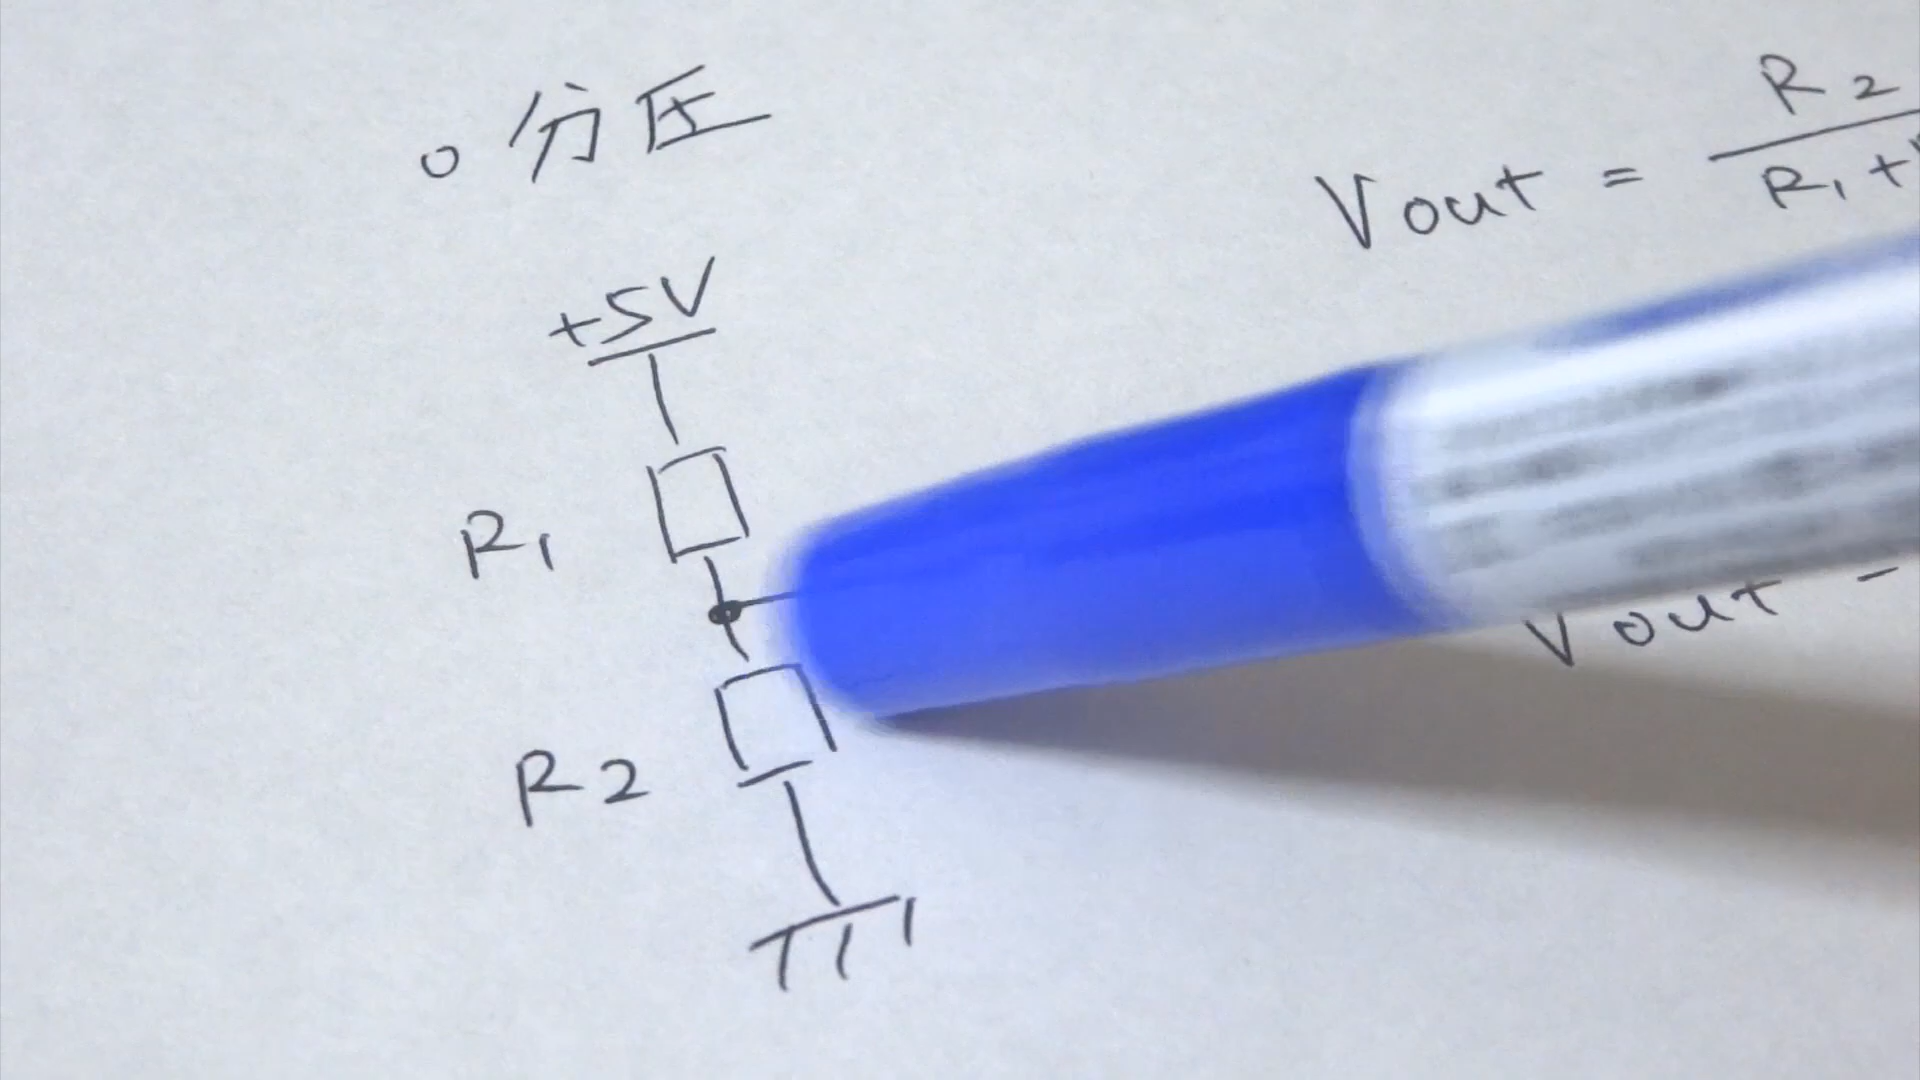 ○分圧
Vout = R2
R1+
+5V
R1
Vout -
R2